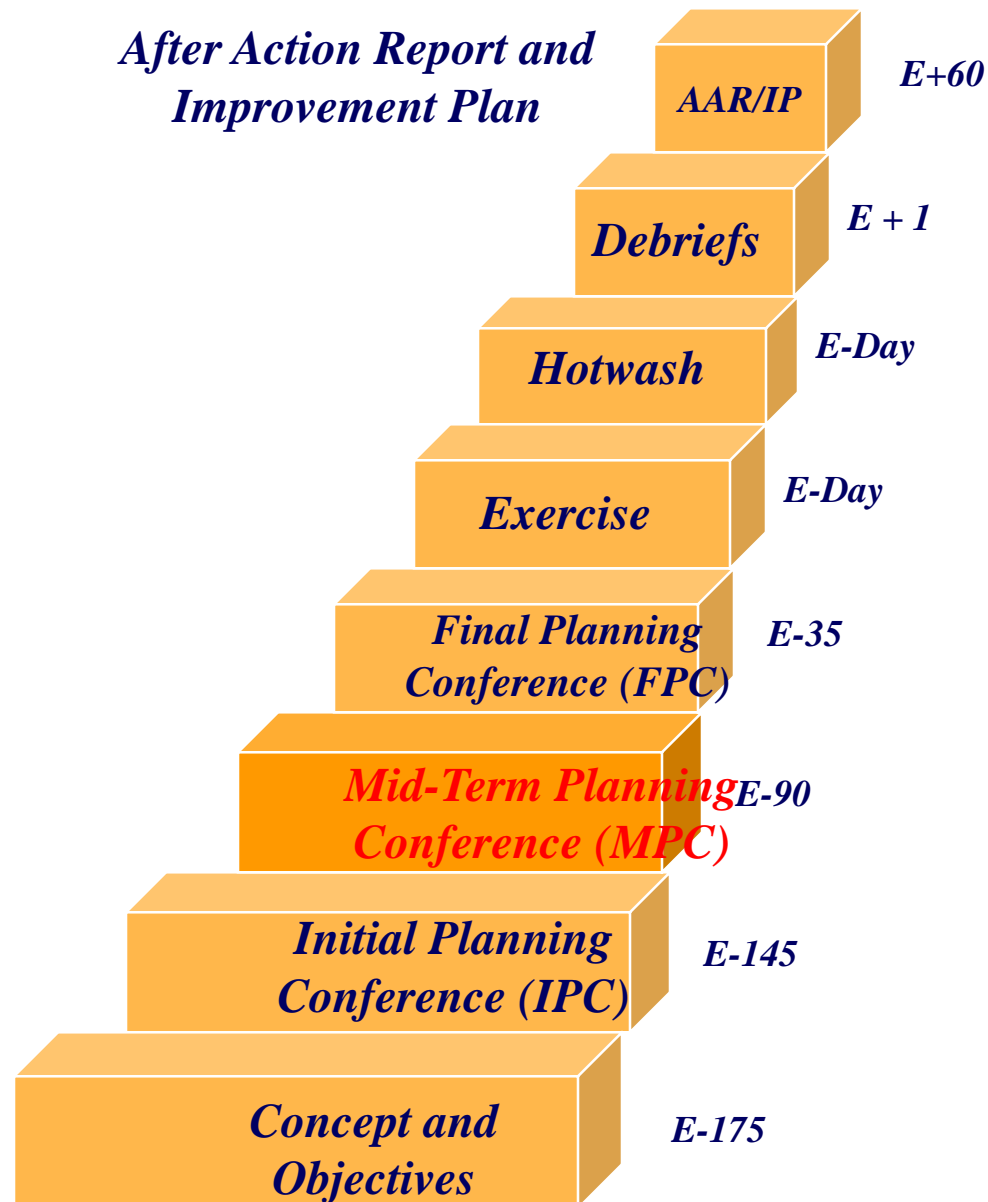 After Action Report and
Improvement Plan
AAR/IP
E+60
Debriefs
E + 1
Hotwash
E-Day
Exercise
E-Day
Final Planning
Conference (FPC)
E-35
Mid-Term Planning
Conference (MPC)
E-90
Initial Planning
Conference (IPC)
E-145
Concept and
Objectives
E-175